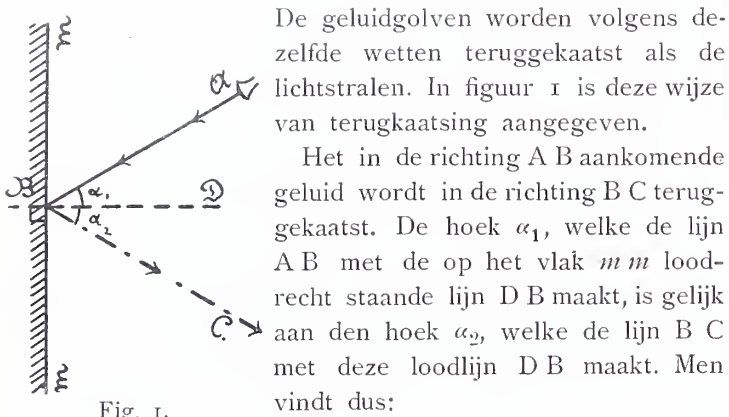 De geluidgolven worden volgens de-
zelfde wetten teruggekaatst als de
lichtstralen. In figuur 1 is deze wijze
van terugkaatsing aangegeven.
Het in de richting A B aankomende
geluid wordt in de richting B C terug-
gekaatst. De hoek α₁, welke de lijn
A B met de op het vlak m m lood-
recht staande lijn D B maakt, is gelijk
aan den hoek α₂, welke de lijn B C
met deze loodlijn D B maakt. Men
vindt dus:
m
A
B
α₁
D
α₂
C.
m
Fig. 1.